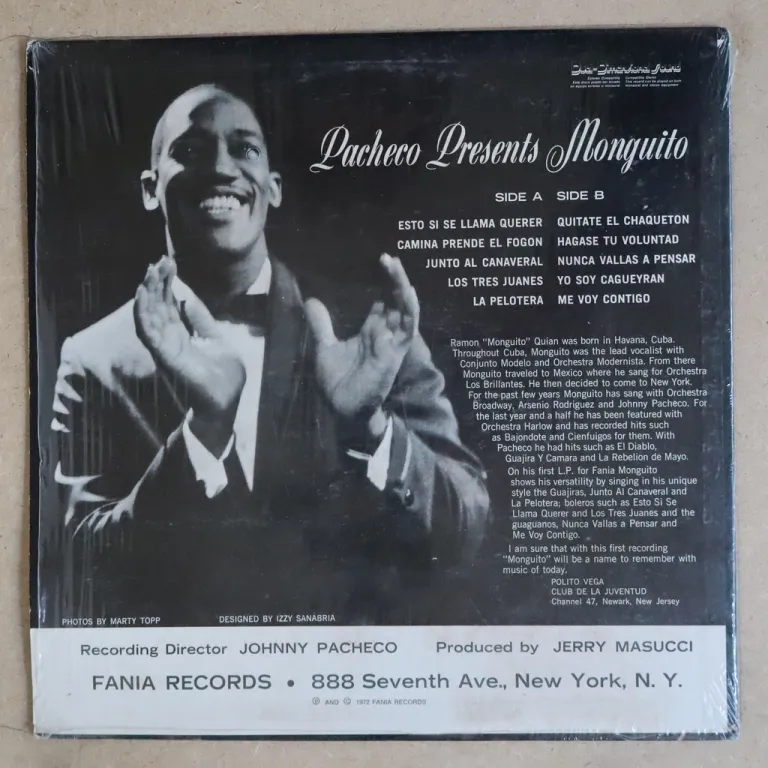 Dual-Dimensional Sound
Pacheco Presents Monguito
SIDE A SIDE B
ESTO SI SE LLAMA QUERER QUITATE EL CHAQUETON
CAMINA PRENDE EL FOGON HAGASE TU VOLUNTAD
JUNTO AL CANAVERAL NUNCA VALLAS A PENSAR
LOS TRES JUANES YO SOY CAGUEYRAN
LA PELOTERA ME VOY CONTIGO
Ramon "Monguito" Quian was born in Havana, Cuba.
Throughout Cuba, Monguito was the lead vocalist with
Conjunto Modelo and Orchestra Modernista. From there
Monguito traveled to Mexico where he sang for Orchestra
Los Brillantes. He then decided to come to New York.
For the past few years Monguito has sang with Orchestra
Broadway, Arsenio Rodriguez and Johnny Pacheco. For
the last year and a half he has been featured with
Orchestra Harlow and has recorded hits such
as Bajondote and Cienfuigos for them. With
Pacheco he had hits such as El Diablo,
Guajira Y Camara and La Rebelion de Mayo.
On his first L.P. for Fania Monguito
shows his versatility by singing in his unique
style the Guajiras, Junto Al Canaveral and
La Pelotera; boleros such as Esto Si Se
Llama Querer and Los Tres Juanes and the
guaguanos, Nunca Vallas a Pensar and
Me Voy Contigo.
I am sure that with this first recording
"Monguito" will be a name to remember with
music of today.
POLITO VEGA
CLUB DE LA JUVENTUD
Channel 47, Newark, New Jersey
PHOTOS BY MARTY TOPP DESIGNED BY IZZY SANABRIA
Recording Director JOHNNY PACHECO Produced by JERRY MASUCCI
FANIA RECORDS • 888 Seventh Ave., New York, N. Y.
Ⓟ AND © 1972 FANIA RECORDS